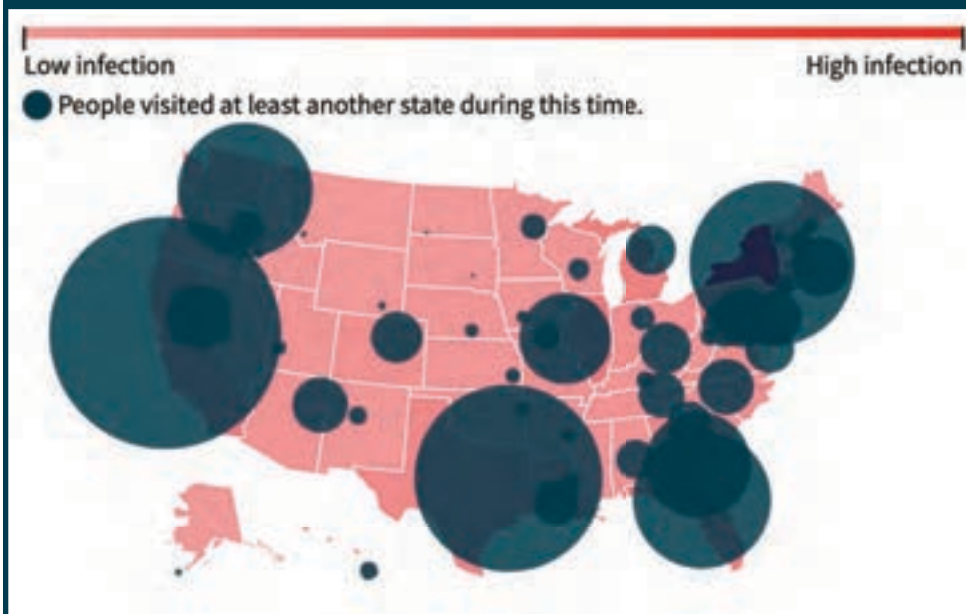 Low infection
High infection
People visited at least another state during this time.